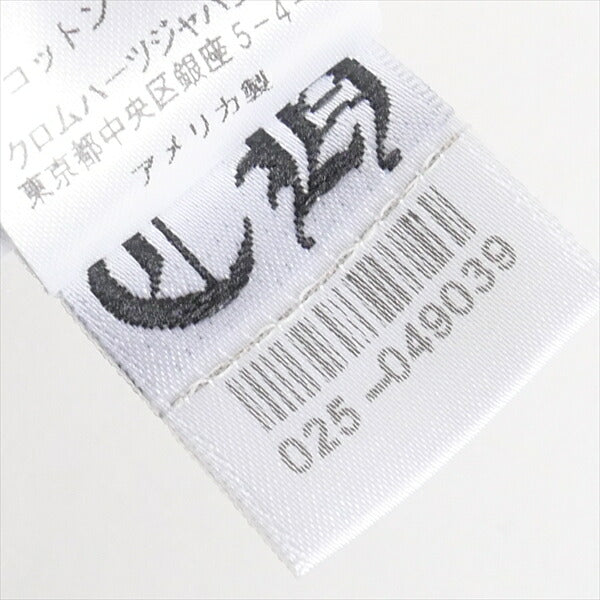 コットン
クロムハーツジャパン
東京都中央区銀座5-4-
アメリカ製
025-049039